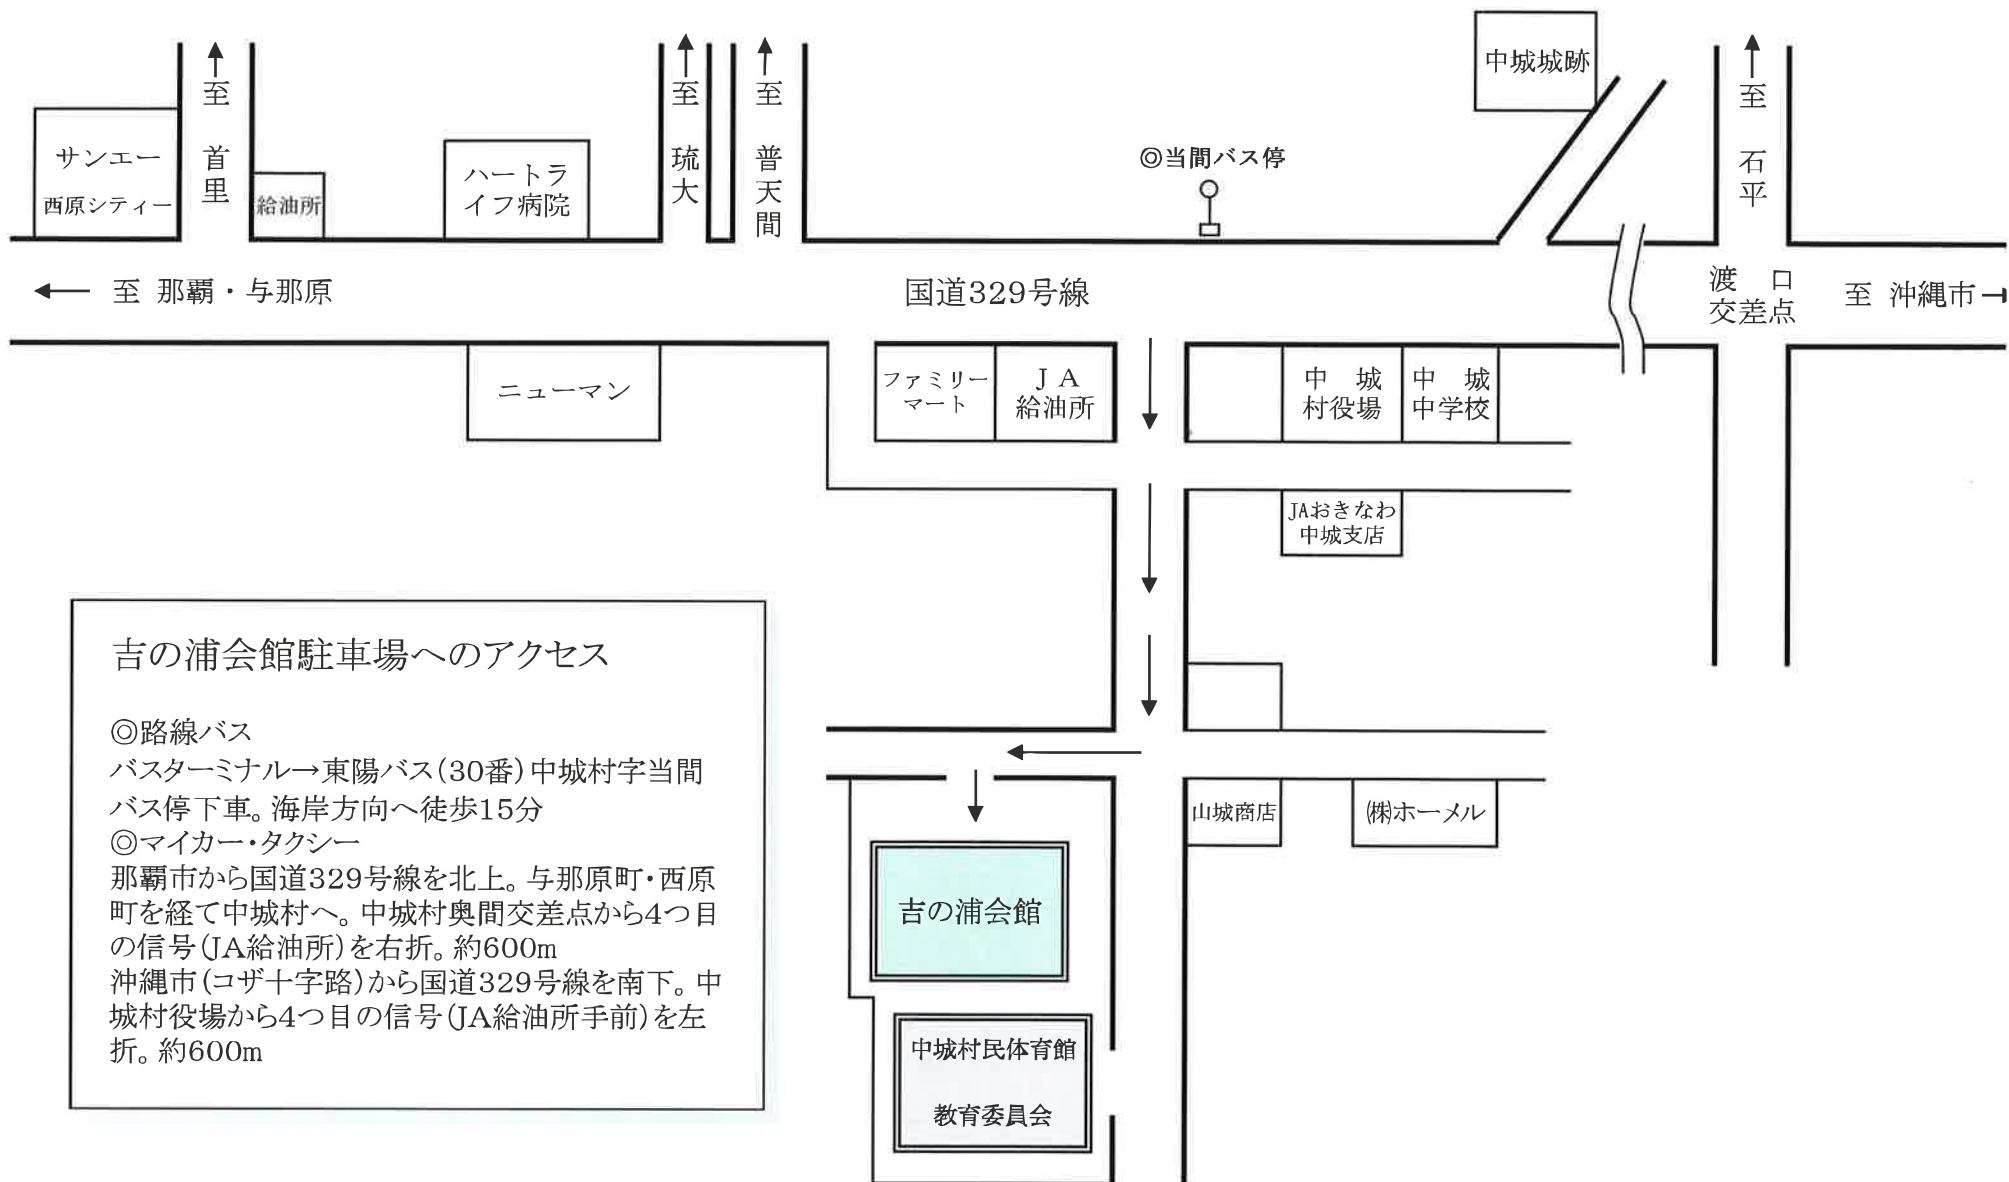 中城城跡
至 首里
至 琉大
至 普天間
至 石平
サンエー
西原シティー
給油所
ハートラ
イフ病院
◎当間バス停
至 那覇・与那原
国道329号線
渡 口
交差点
至 沖縄市
ニューマン
ファミリー
マート
JA
給油所
中 城
村役場
中 城
中学校
JAおきなわ
中城支店
吉の浦会館駐車場へのアクセス
◎路線バス
バスターミナル→東陽バス(30番)中城村字当間
バス停下車。海岸方向へ徒歩15分
◎マイカー・タクシー
那覇市から国道329号線を北上。与那原町・西原
町を経て中城村へ。中城村奥間交差点から4つ目
の信号(JA給油所)を右折。約600m
沖縄市(コザ十字路)から国道329号線を南下。中
城村役場から4つ目の信号(JA給油所手前)を左
折。約600m
山城商店
㈱ホーメル
吉の浦会館
中城村民体育館
教育委員会